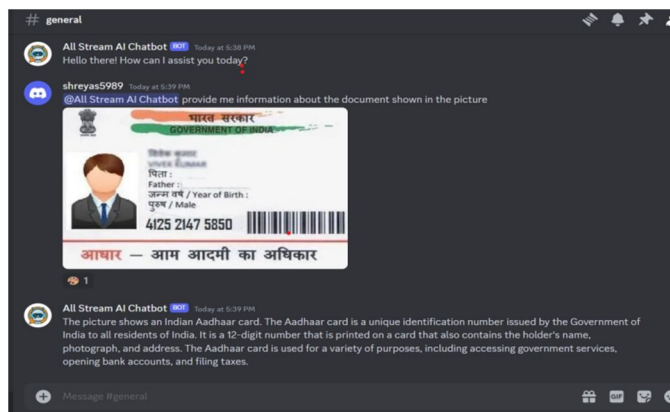 # general
All Stream AI Chatbot BOT Today at 5:38 PM
Hello there! How can I assist you today?
shreyas5989 Today at 5:39 PM
@All Stream AI Chatbot provide me information about the document shown in the picture
भारत सरकार
GOVERNMENT OF INDIA
पिता :
Father :
जन्म वर्ष / Year of Birth :
पुरुष / Male
4125 2147 5850
आधार — आम आदमी का अधिकार
1
All Stream AI Chatbot BOT Today at 5:39 PM
The picture shows an Indian Aadhaar card. The Aadhaar card is a unique identification number issued by the Government of
India to all residents of India. It is a 12-digit number that is printed on a card that also contains the holder's name,
photograph, and address. The Aadhaar card is used for a variety of purposes, including accessing government services,
opening bank accounts, and filing taxes.
Message #general
GIF